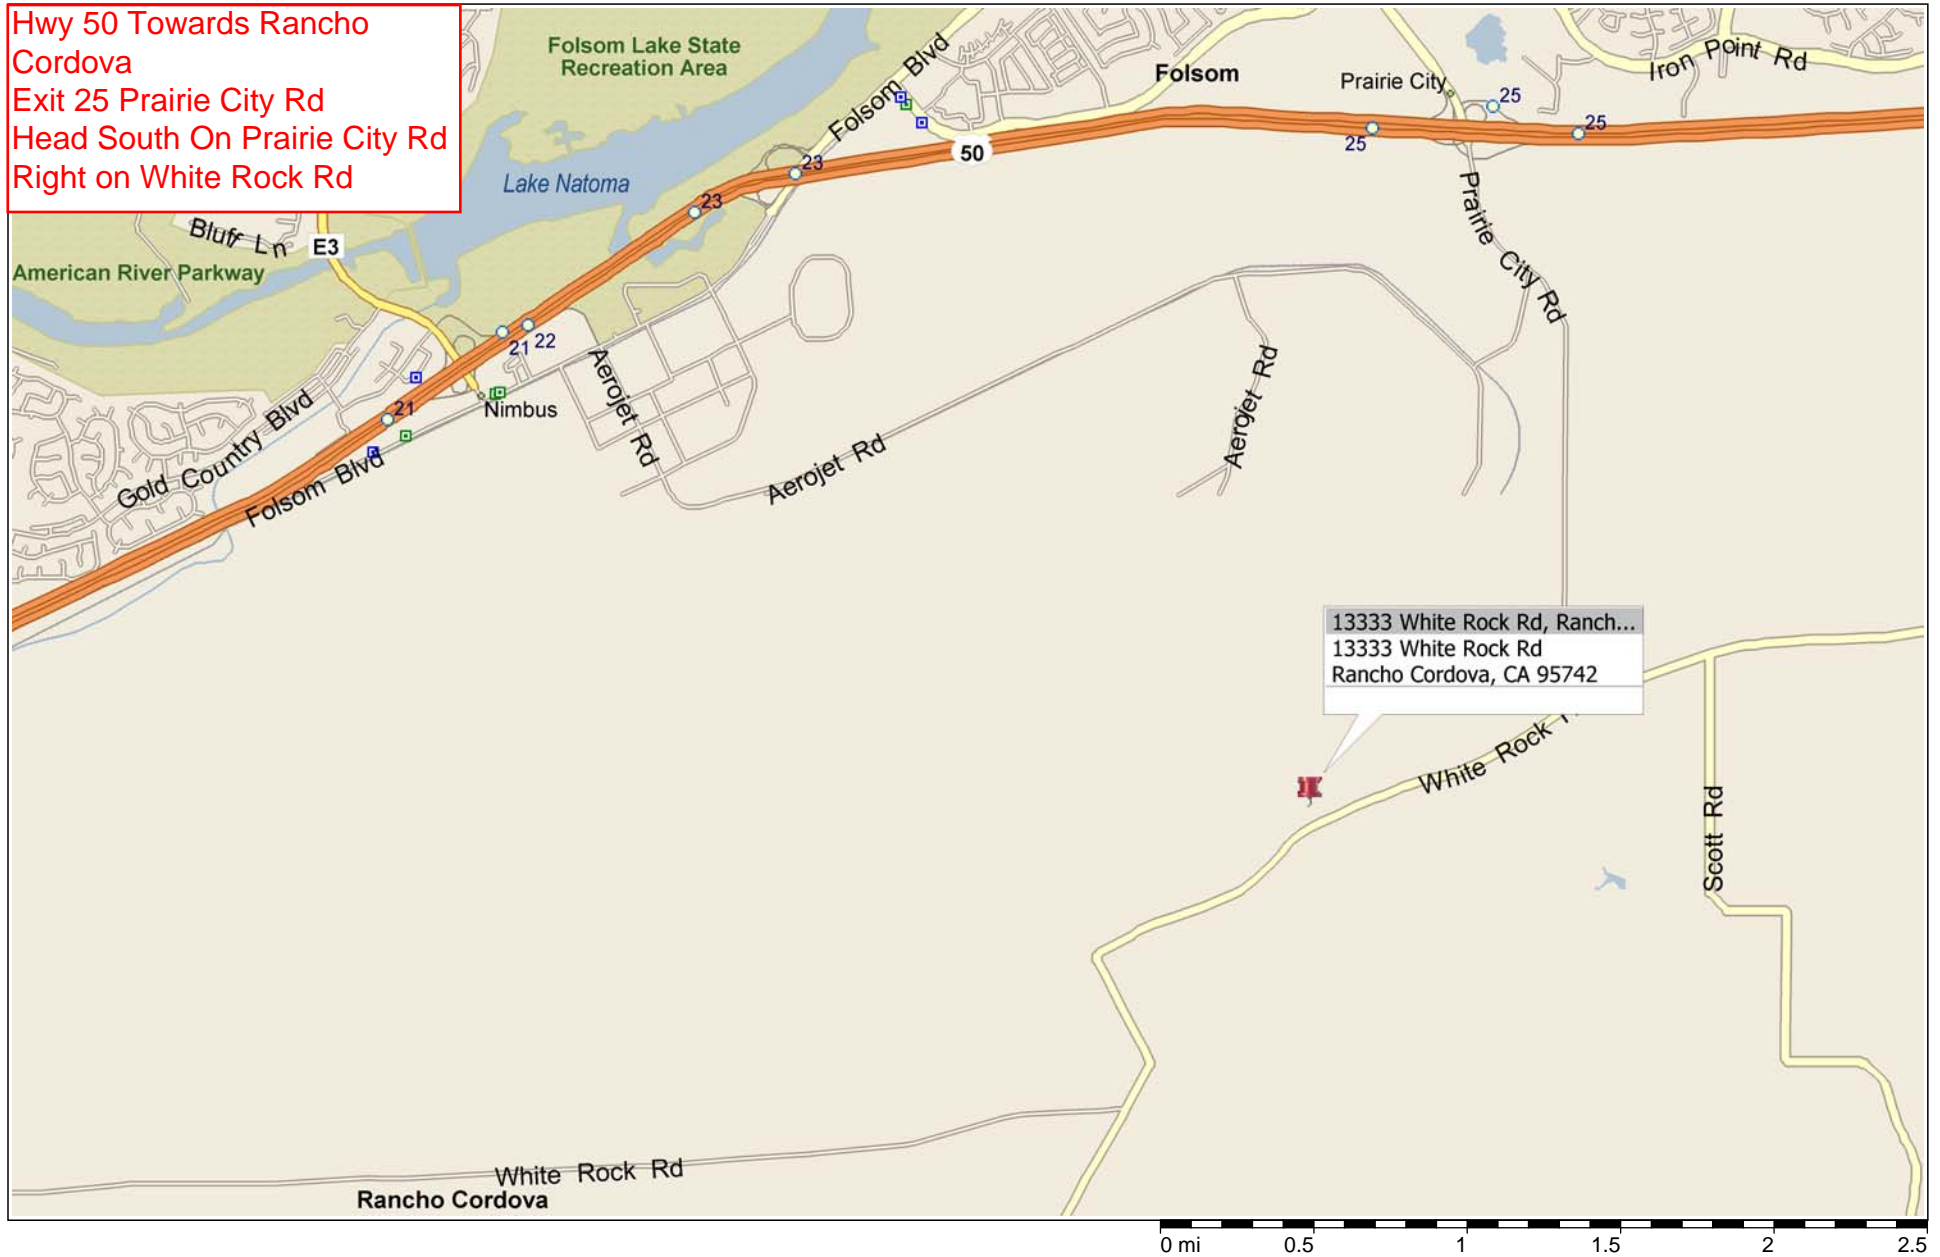 Hwy 50 Towards Rancho
Cordova
Exit 25 Prairie City Rd
Head South On Prairie City Rd
Right on White Rock Rd
Folsom Lake State
Recreation Area
Folsom Blvd
Folsom
Prairie City
25
Iron Point Rd
25
25
50
23
Lake Natoma
23
Prairie City Rd
Bluff Ln
E3
American River Parkway
21
22
Aerojet Rd
Aerojet Rd
Nimbus
21
Gold Country Blvd
Folsom Blvd
Aerojet Rd
13333 White Rock Rd, Ranch...
13333 White Rock Rd
Rancho Cordova, CA 95742
White Rock
Scott Rd
White Rock Rd
Rancho Cordova
0 mi 0.5 1 1.5 2 2.5